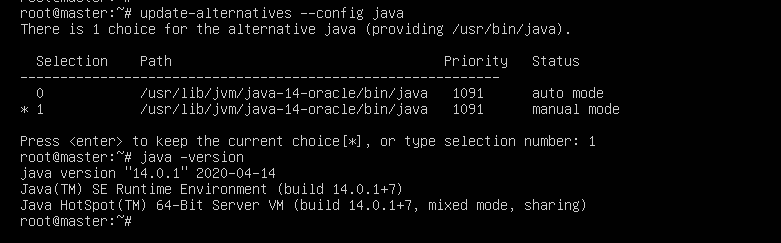 root@master:~# update-alternatives --config java
There is 1 choice for the alternative java (providing /usr/bin/java).
Selection Path Priority Status
------------------------------------------------------------
0 /usr/lib/jvm/java-14-oracle/bin/java 1091 auto mode
* 1 /usr/lib/jvm/java-14-oracle/bin/java 1091 manual mode
Press <enter> to keep the current choice[*], or type selection number: 1
root@master:~# java -version
java version "14.0.1" 2020-04-14
Java(TM) SE Runtime Environment (build 14.0.1+7)
Java HotSpot(TM) 64-Bit Server VM (build 14.0.1+7, mixed mode, sharing)
root@master:~#